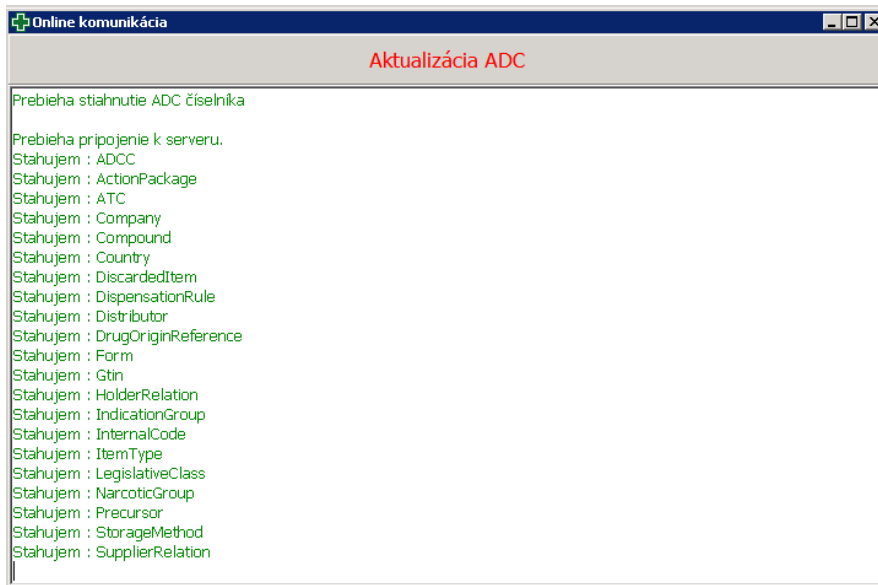 Online komunikácia
Aktualizácia ADC
Prebieha stiahnutie ADC číselníka
Prebieha pripojenie k serveru.
Stahujem : ADCC
Stahujem : ActionPackage
Stahujem : ATC
Stahujem : Company
Stahujem : Compound
Stahujem : Country
Stahujem : DiscardedItem
Stahujem : DispensationRule
Stahujem : Distributor
Stahujem : DrugOriginReference
Stahujem : Form
Stahujem : Gtin
Stahujem : HolderRelation
Stahujem : IndicationGroup
Stahujem : InternalCode
Stahujem : ItemType
Stahujem : LegislativeClass
Stahujem : NarcoticGroup
Stahujem : Precursor
Stahujem : StorageMethod
Stahujem : SupplierRelation